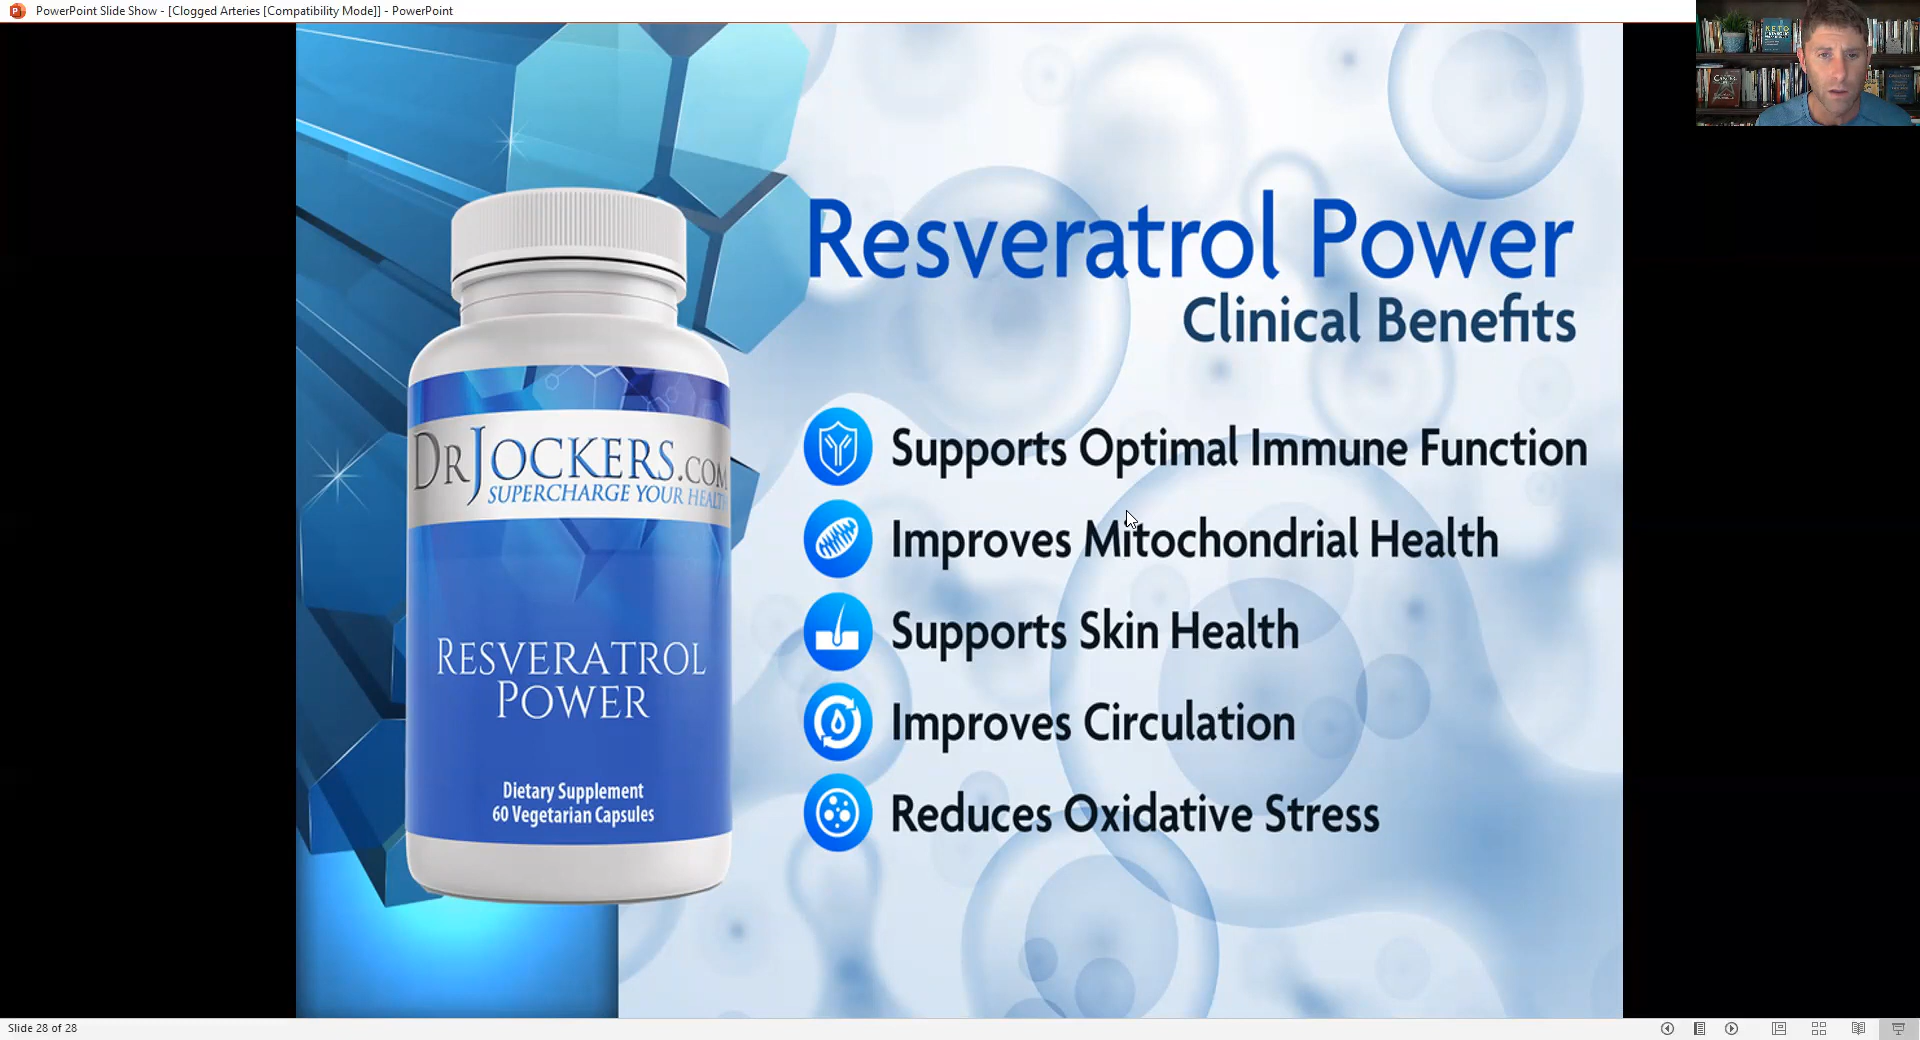 PowerPoint Slide Show - [Clogged Arteries [Compatibility Mode]] - PowerPoint
Resveratrol Power
Clinical Benefits
DRJOCKERS.COM
SUPERCHARGE YOUR HEALTH
RESVERATROL
POWER
Dietary Supplement
60 Vegetarian Capsules
Supports Optimal Immune Function
Improves Mitochondrial Health
Supports Skin Health
Improves Circulation
Reduces Oxidative Stress
KETO
Slide 28 of 28